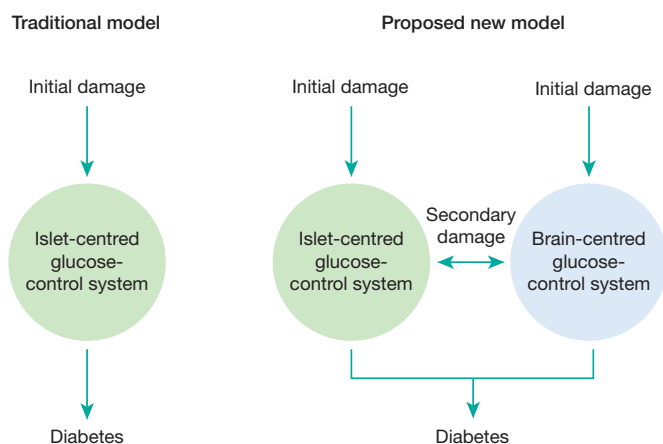 Traditional model
Initial damage
Islet-centred
glucose-
control system
Diabetes
Proposed new model
Initial damage
Initial damage
Islet-centred
glucose-
control system
Secondary
damage
Brain-centred
glucose-
control system
Diabetes